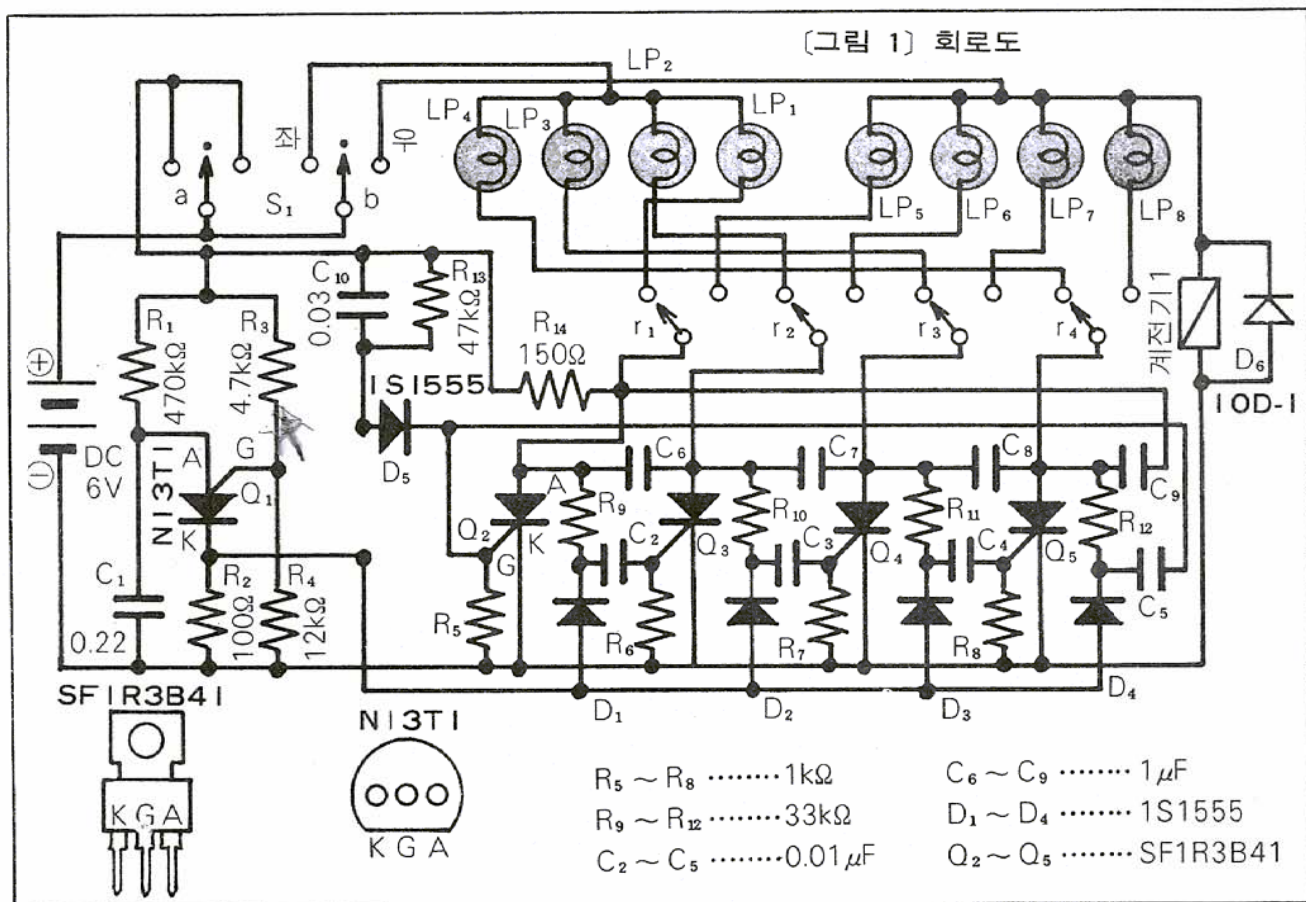 〔그림 1〕 회로도
LP₂
LP₄
LP₃
LP₁
좌
우
a
S₁
b
LP₅
LP₆
LP₇
LP₈
C₁₀
0.03
R₁₃
47kΩ
R₁
470kΩ
R₃
4.7kΩ
R₁₄
150Ω
r₁
r₂
r₃
r₄
계전기1
D₆
10D-1
1S1555
D₅
⊕
⊖
DC
6V
N13T1
A
G
Q₁
K
C₁
0.22
R₂
100Ω
R₄
12kΩ
A
Q₂
K
G
R₅
R₉
C₆
C₂
Q₃
R₆
R₁₀
C₇
C₃
Q₄
R₇
R₁₁
C₈
C₄
Q₅
R₈
R₁₂
C₉
C₅
D₁
D₂
D₃
D₄
SF1R3B41
K G A
N13T1
K G A
R₅ ~ R₈ ········ 1kΩ
R₉ ~ R₁₂ ········ 33kΩ
C₂ ~ C₅ ········ 0.01μF
C₆ ~ C₉ ········ 1μF
D₁ ~ D₄ ········ 1S1555
Q₂ ~ Q₅ ········ SF1R3B41